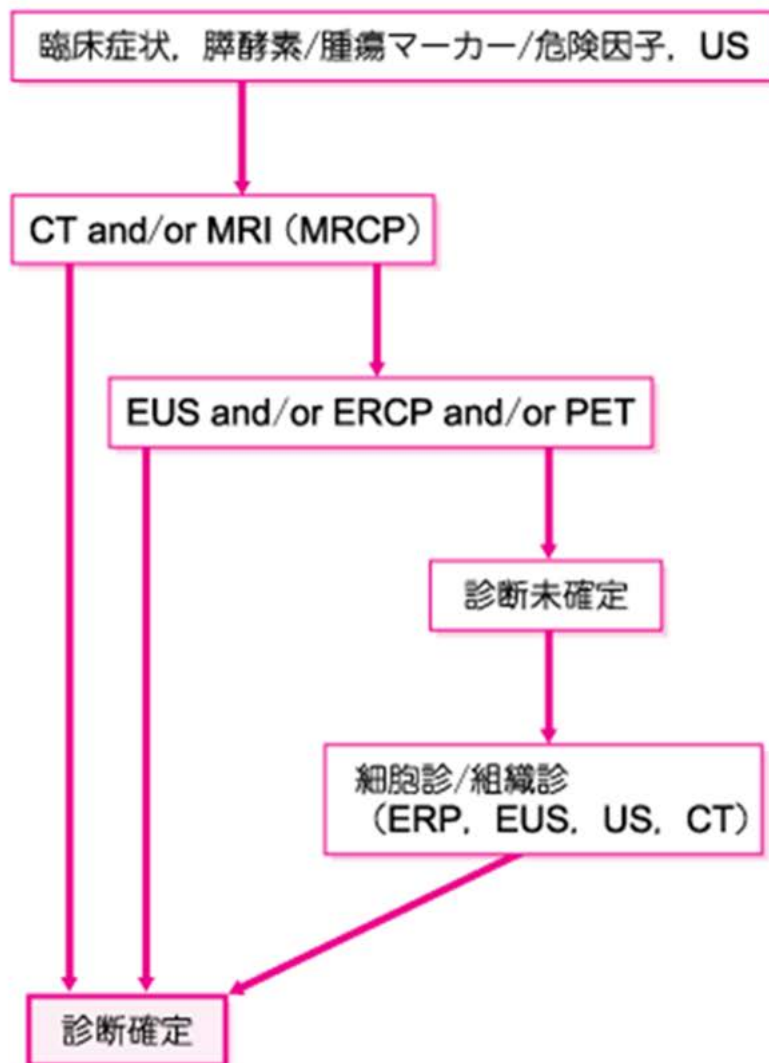 臨床症状，膵酵素/腫瘍マーカー/危険因子，US
CT and/or MRI（MRCP）
EUS and/or ERCP and/or PET
診断未確定
細胞診/組織診
（ERP，EUS，US，CT）
診断確定